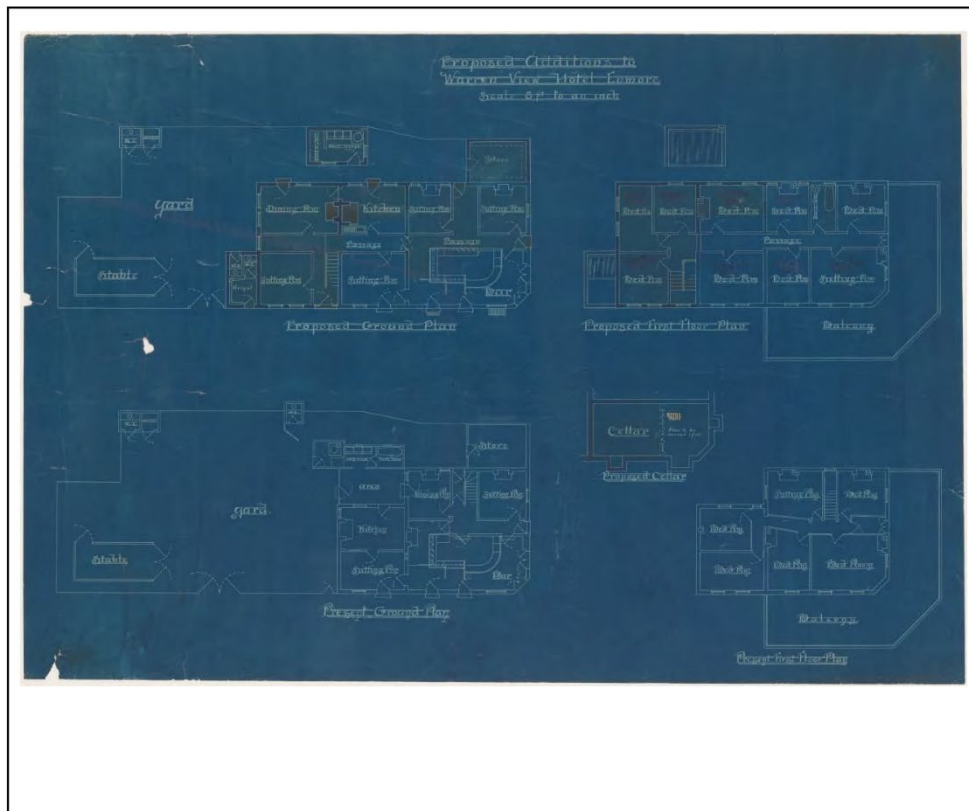 Proposed Additions to
Warren View Hotel Enmore
Scale 8ft to an inch
Yard
Stable
Dining Rm
Kitchen
Sitting Rm
Sitting Rm
Store
Passage
Passage
Sitting Rm
Sitting Rm
Bar
Proposed Ground Plan
Bed Rm
Bed Rm
Bed Rm
Bed Rm
Bed Rm
Passage
Bed Rm
Bed Rm
Bed Rm
Sitting Rm
Balcony
Proposed First Floor Plan
Cellar
Proposed Cellar
Yard
Stable
Store
Area
Sitting Rm
Kitchen
Sitting Rm
Bar
Present Ground Plan
Sitting Rm
Bed Rm
Bed Rm
Bed Rm
Bed Rm
Bed Room
Balcony
Present First Floor Plan